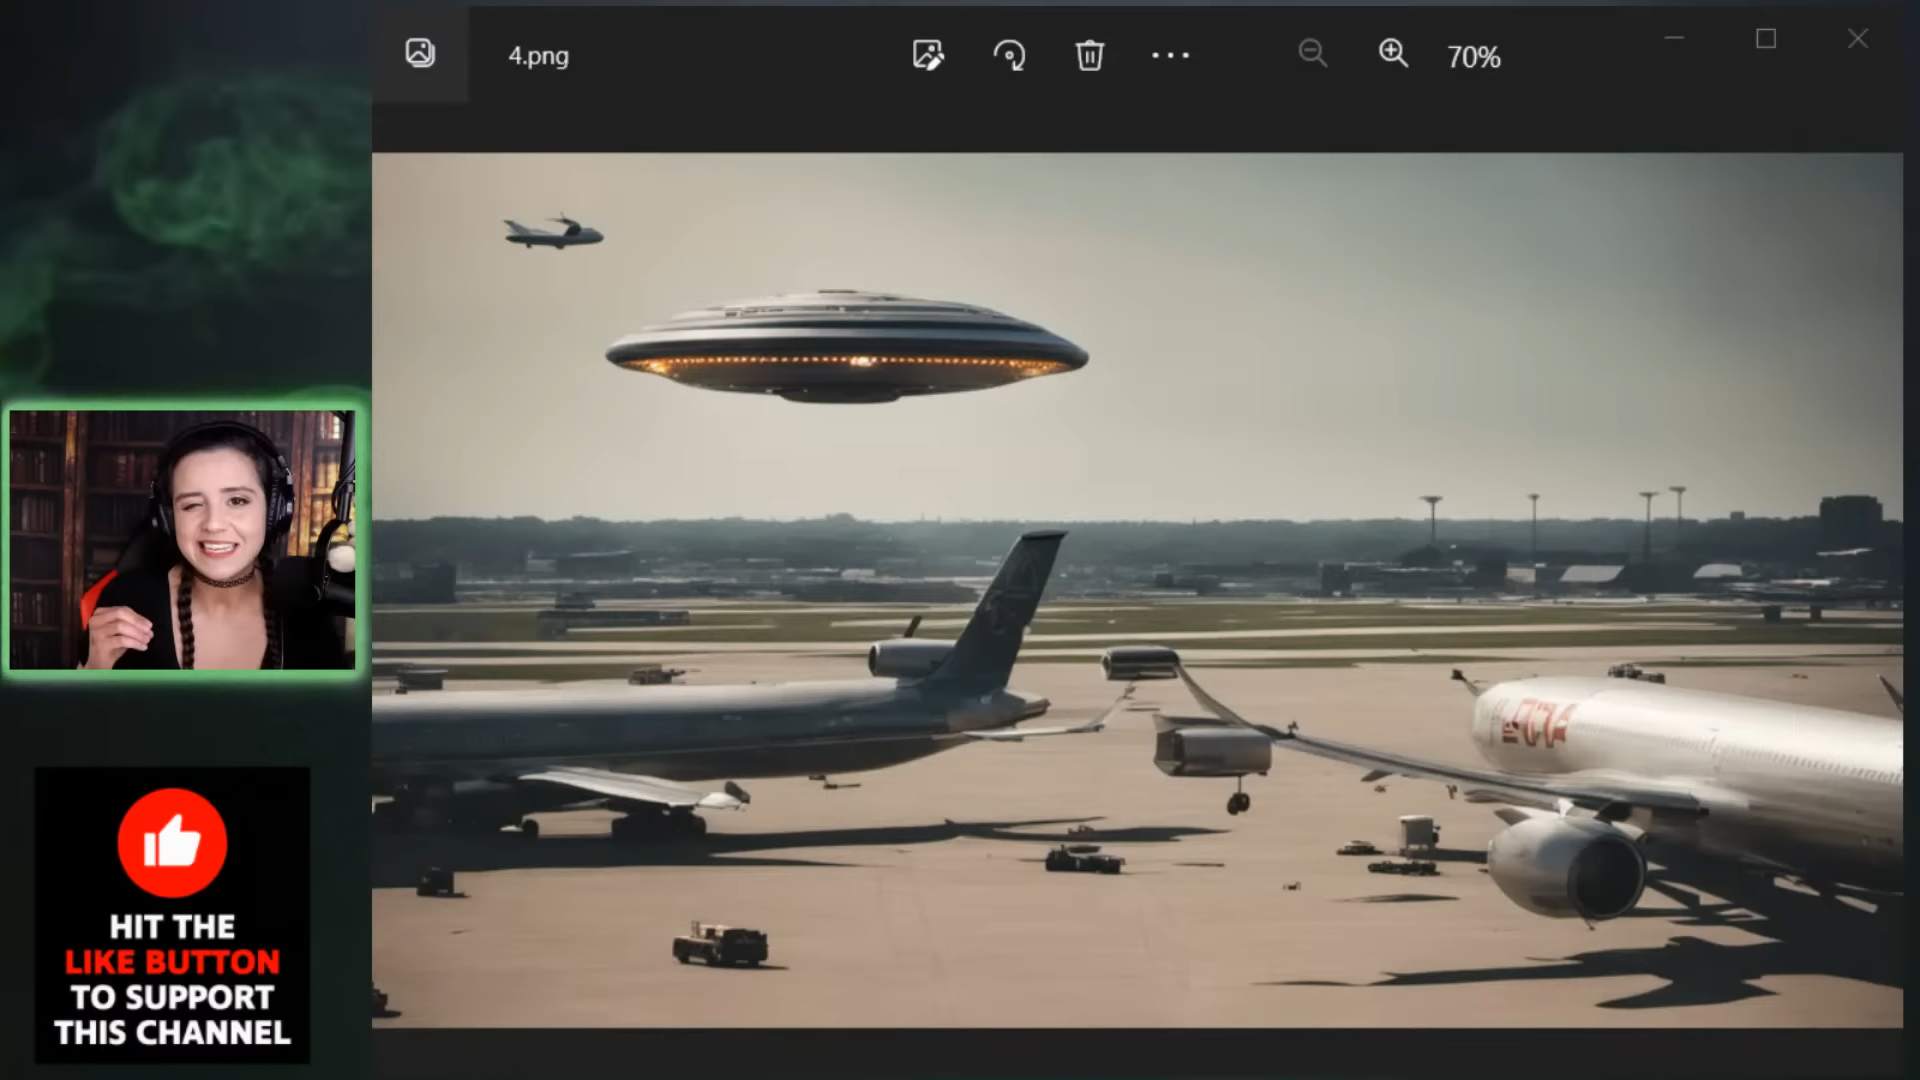 4.png
70%
HIT THE
LIKE BUTTON
TO SUPPORT
THIS CHANNEL